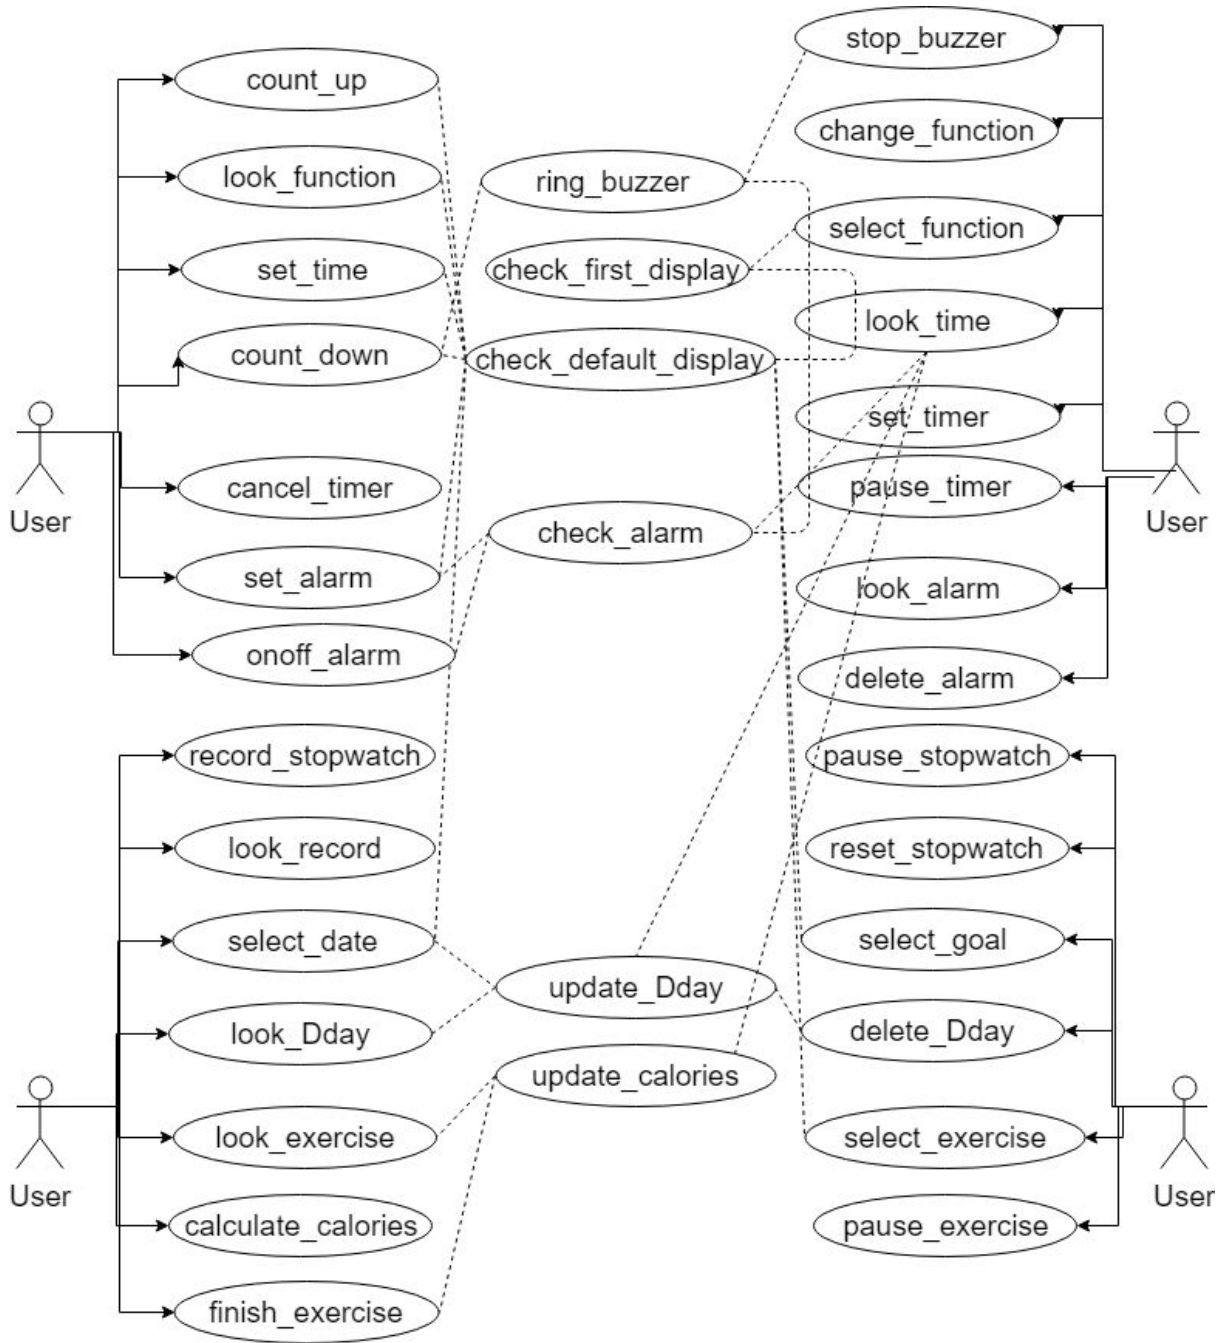 stop_buzzer
count_up
change_function
look_function
ring_buzzer
select_function
set_time
check_first_display
look_time
count_down
check_default_display
set_timer
cancel_timer
pause_timer
User
User
check_alarm
set_alarm
look_alarm
onoff_alarm
delete_alarm
record_stopwatch
pause_stopwatch
look_record
reset_stopwatch
select_date
select_goal
update_Dday
look_Dday
delete_Dday
update_calories
look_exercise
select_exercise
User
User
calculate_calories
pause_exercise
finish_exercise